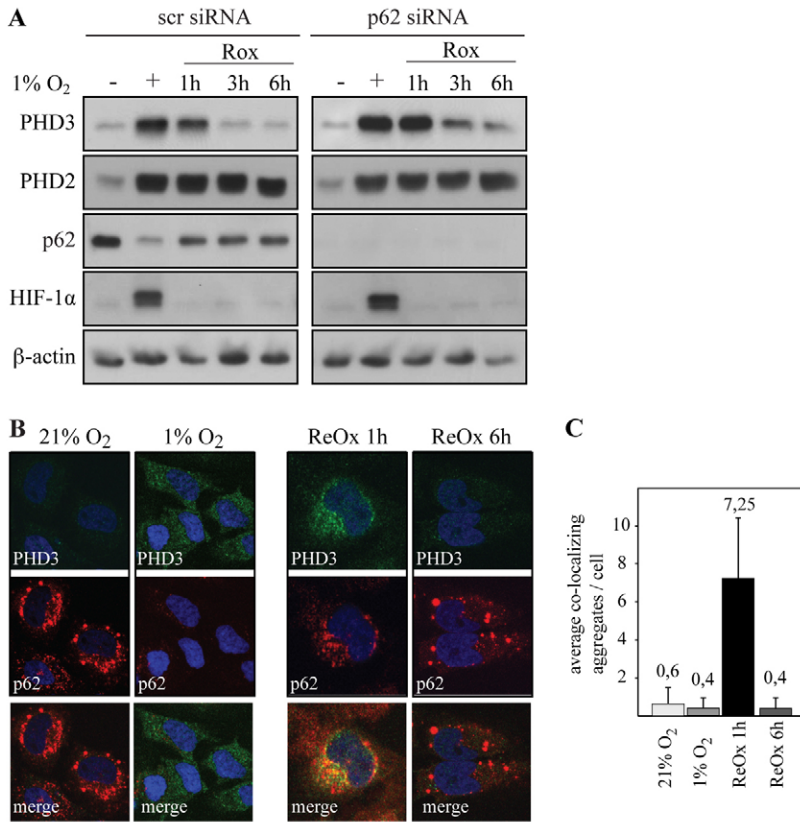 A
scr siRNA
p62 siRNA
Rox
Rox
1% O2
- + 1h 3h 6h
- + 1h 3h 6h
PHD3
PHD2
p62
HIF-1α
β-actin
B
21% O2
1% O2
ReOx 1h
ReOx 6h
PHD3
PHD3
PHD3
PHD3
p62
p62
p62
p62
merge
merge
merge
merge
C
average co-localizing
aggregates / cell
10
8
6
4
2
0,6
0,4
7,25
0,4
21% O2
1% O2
ReOx 1h
ReOx 6h